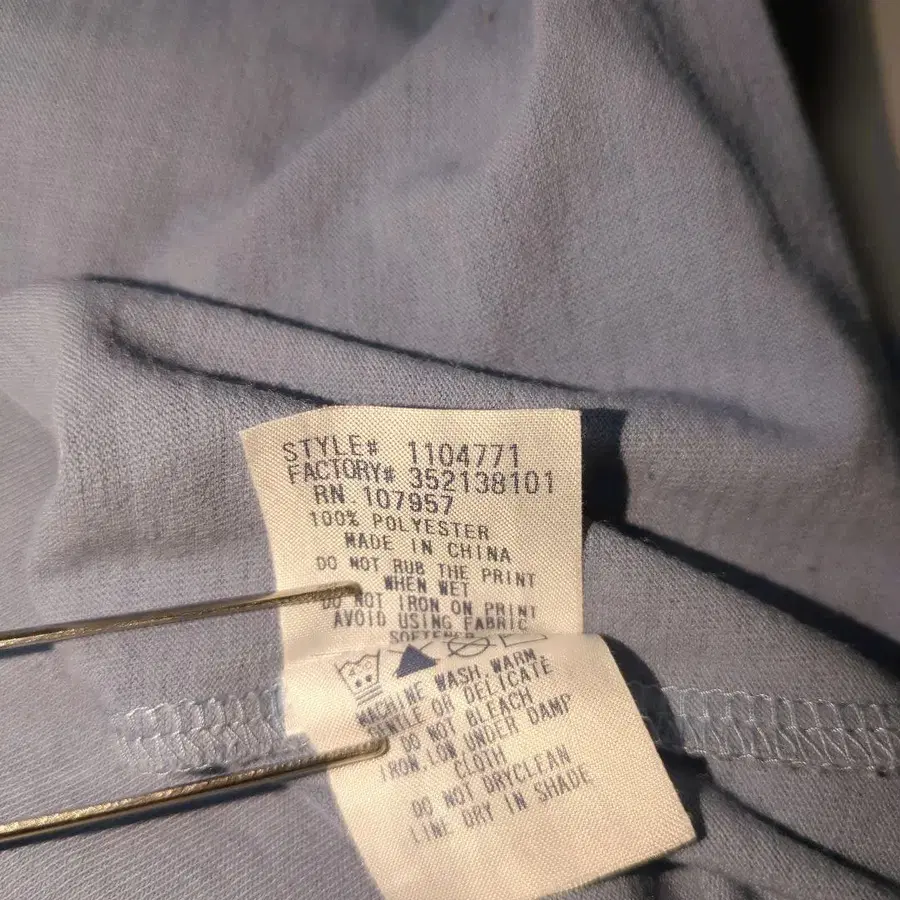 STYLE# 1104771
FACTORY# 352138101
RN.107957
100% POLYESTER
MADE IN CHINA
DO NOT RUB THE PRINT
WHEN WET
DO NOT IRON ON PRINT
AVOID USING FABRIC
SOFTENER
MACHINE WASH,WARM
GENTLE OR DELICATE
DO NOT BLEACH
IRON,LOW,UNDER DAMP
CLOTH
DO NOT DRYCLEAN
LINE DRY IN SHADE